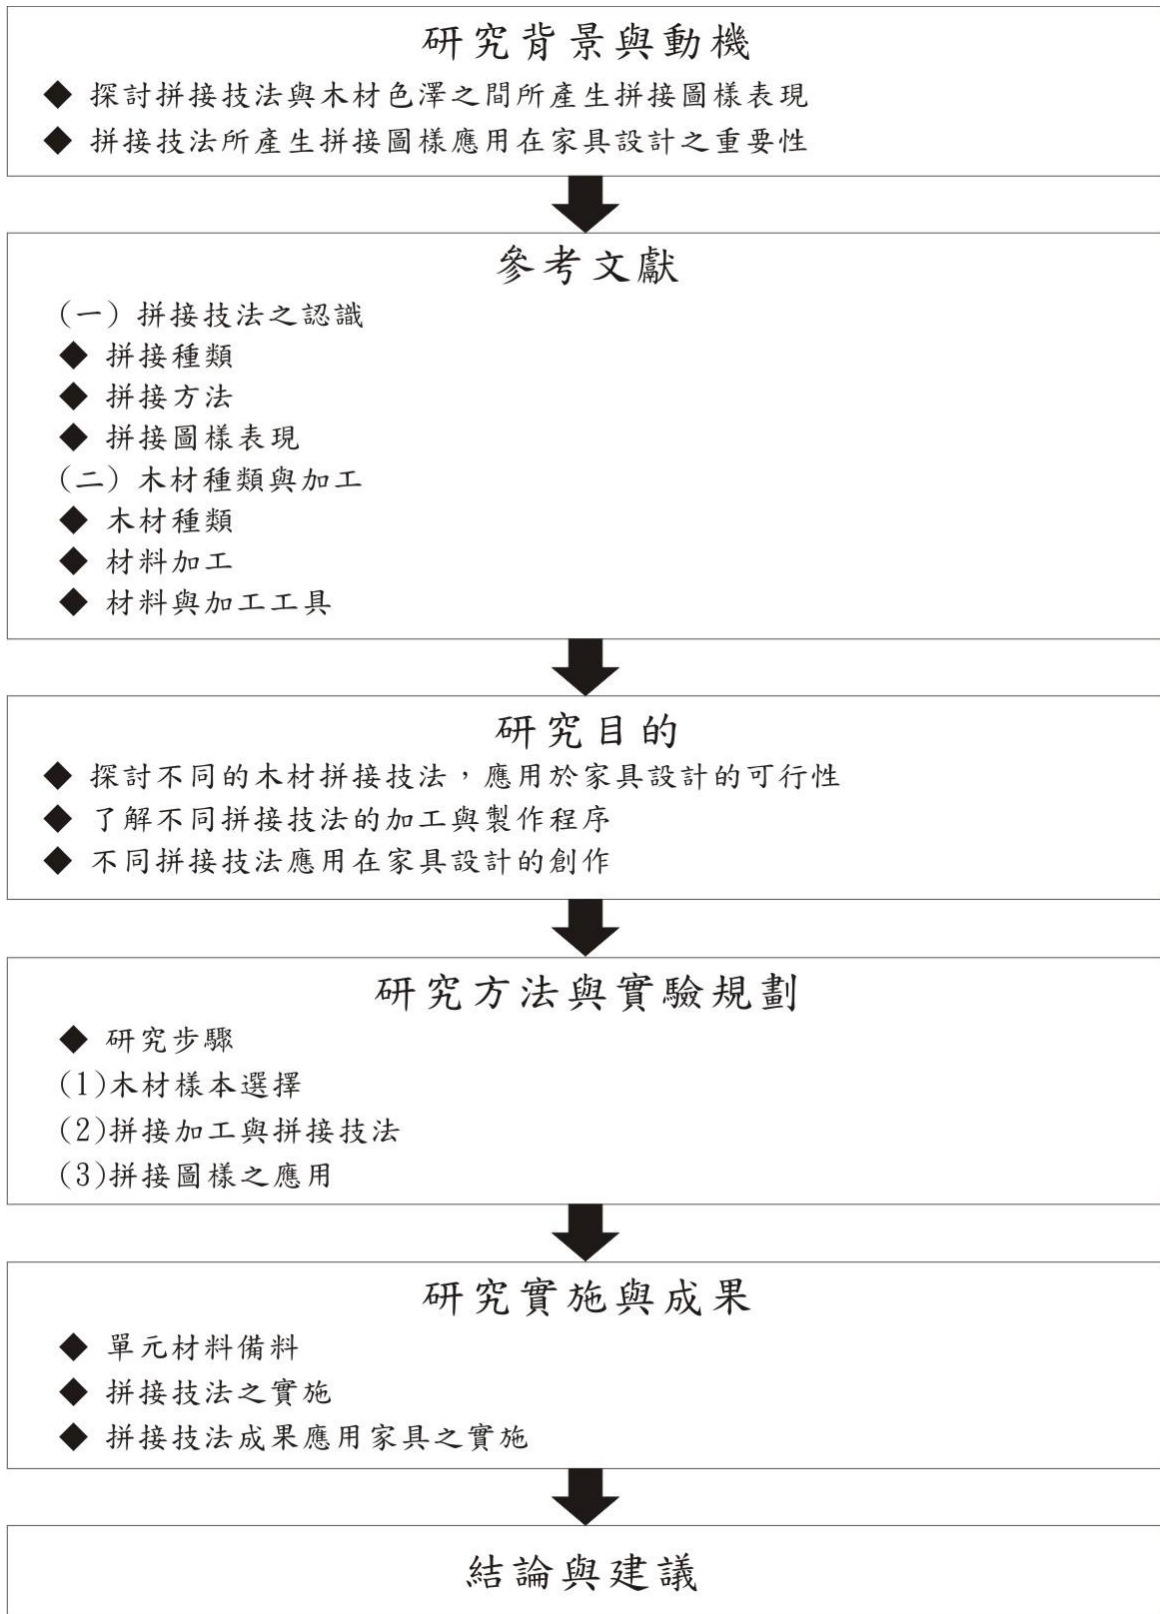 研究背景與動機
◆ 探討拼接技法與木材色澤之間所產生拼接圖樣表現
◆ 拼接技法所產生拼接圖樣應用在家具設計之重要性
參考文獻
(一) 拼接技法之認識
◆ 拼接種類
◆ 拼接方法
◆ 拼接圖樣表現
(二) 木材種類與加工
◆ 木材種類
◆ 材料加工
◆ 材料與加工工具
研究目的
◆ 探討不同的木材拼接技法，應用於家具設計的可行性
◆ 了解不同拼接技法的加工與製作程序
◆ 不同拼接技法應用在家具設計的創作
研究方法與實驗規劃
◆ 研究步驟
(1)木材樣本選擇
(2)拼接加工與拼接技法
(3)拼接圖樣之應用
研究實施與成果
◆ 單元材料備料
◆ 拼接技法之實施
◆ 拼接技法成果應用家具之實施
結論與建議